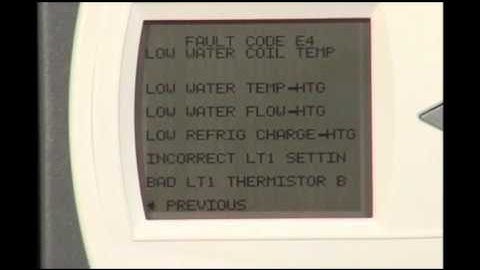 FAULT CODE E4
LOW WATER COIL TEMP
LOW WATER TEMP→HTG
LOW WATER FLOW→HTG
LOW REFRIG CHARGE→HTG
INCORRECT LT1 SETTIN
BAD LT1 THERMISTOR B
◀ PREVIOUS